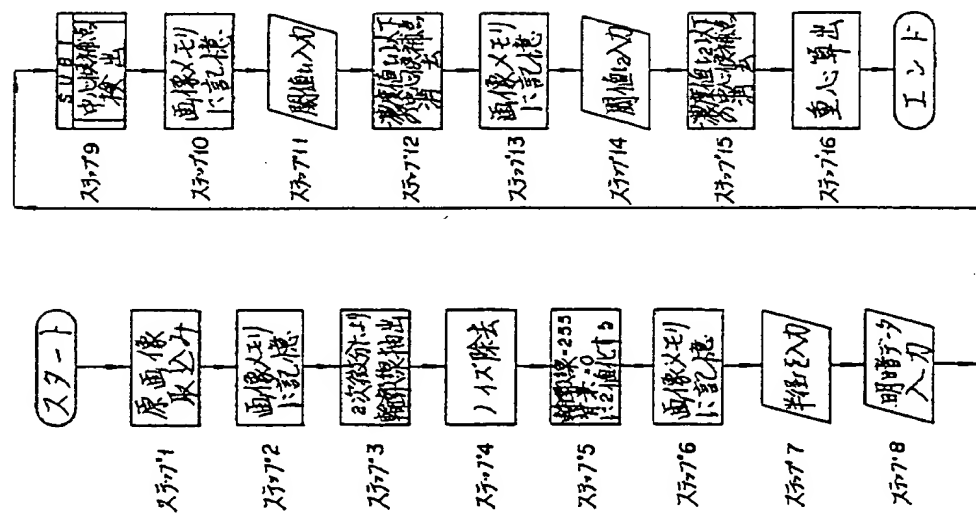 スタート
ステップ1
原画像
取込み
ステップ2
画像メモリ
に記憶
ステップ3
2次微分により
輪郭線抽出
ステップ4
ノイズ除去
ステップ5
輪郭線=255
背景=0
に2値化する
ステップ6
画像メモリ
に記憶
ステップ7
半径を入力
ステップ8
明暗データ
入力
ステップ9
SUB1
中心候補点
検出
ステップ10
画像メモリ
に記憶
ステップ11
閾値L1入力
ステップ12
濃度値L1以下
の中心候補点
消去
ステップ13
画像メモリ
に記憶
ステップ14
閾値L2入力
ステップ15
濃度値L2以下
の中心候補点
消去
ステップ16
重心算出
エンド